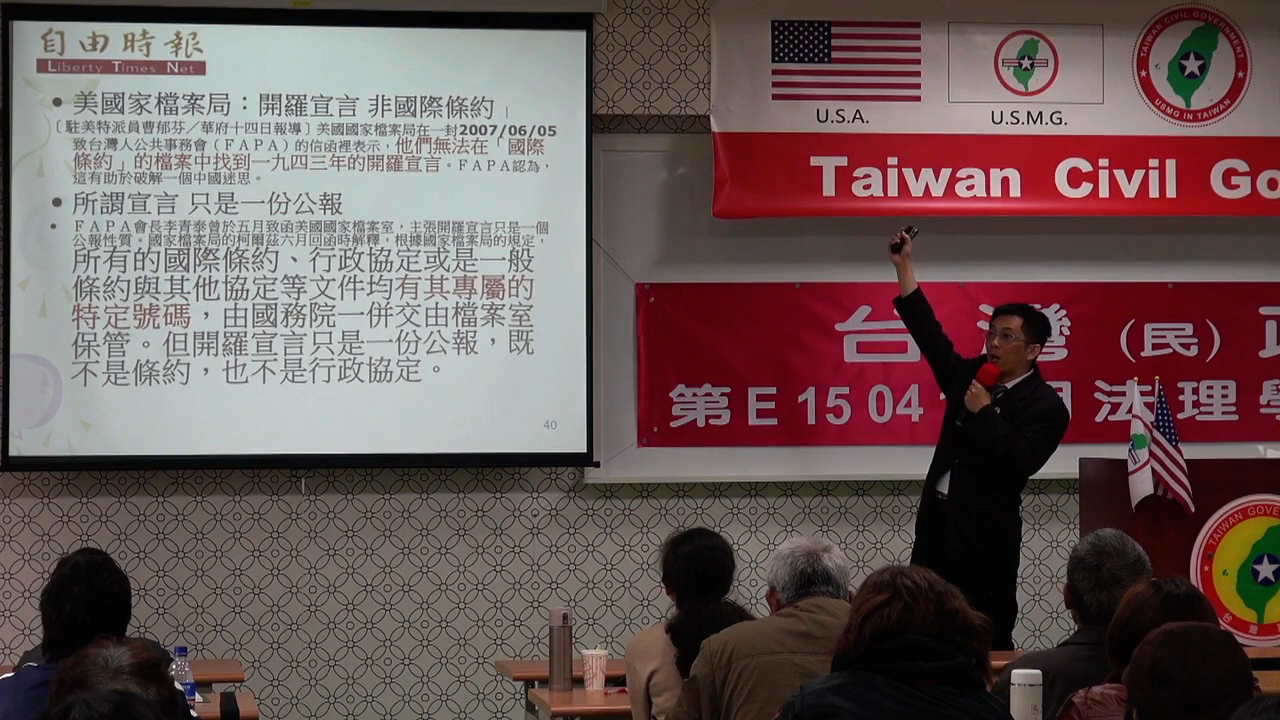 自由時報
Liberty Times Net
• 美國家檔案局：開羅宣言 非國際條約」
〔駐美特派員曹郁芬／華府十四日報導〕美國國家檔案局在一封2007/06/05
致台灣人公共事務會（ＦＡＰＡ）的信函裡表示，他們無法在「國際
條約」的檔案中找到一九四三年的開羅宣言。ＦＡＰＡ認為，
這有助於破解一個中國迷思。
• 所謂宣言 只是一份公報
• ＦＡＰＡ會長李青泰曾於五月致函美國國家檔案室，主張開羅宣言只是一個
公報性質。國家檔案局的柯爾茲六月回函時解釋，根據國家檔案局的規定，
所有的國際條約、行政協定或是一般
條約與其他協定等文件均有其專屬的
特定號碼，由國務院一併交由檔案室
保管。但開羅宣言只是一份公報，既
不是條約，也不是行政協定。
40
U.S.A.
U.S.M.G.
TAIWAN CIVIL GOVERNMENT
USMG IN TAIWAN
Taiwan Civil Go
台灣（民）政
第E 15 04
法理學
TAIWAN GOVE
台灣